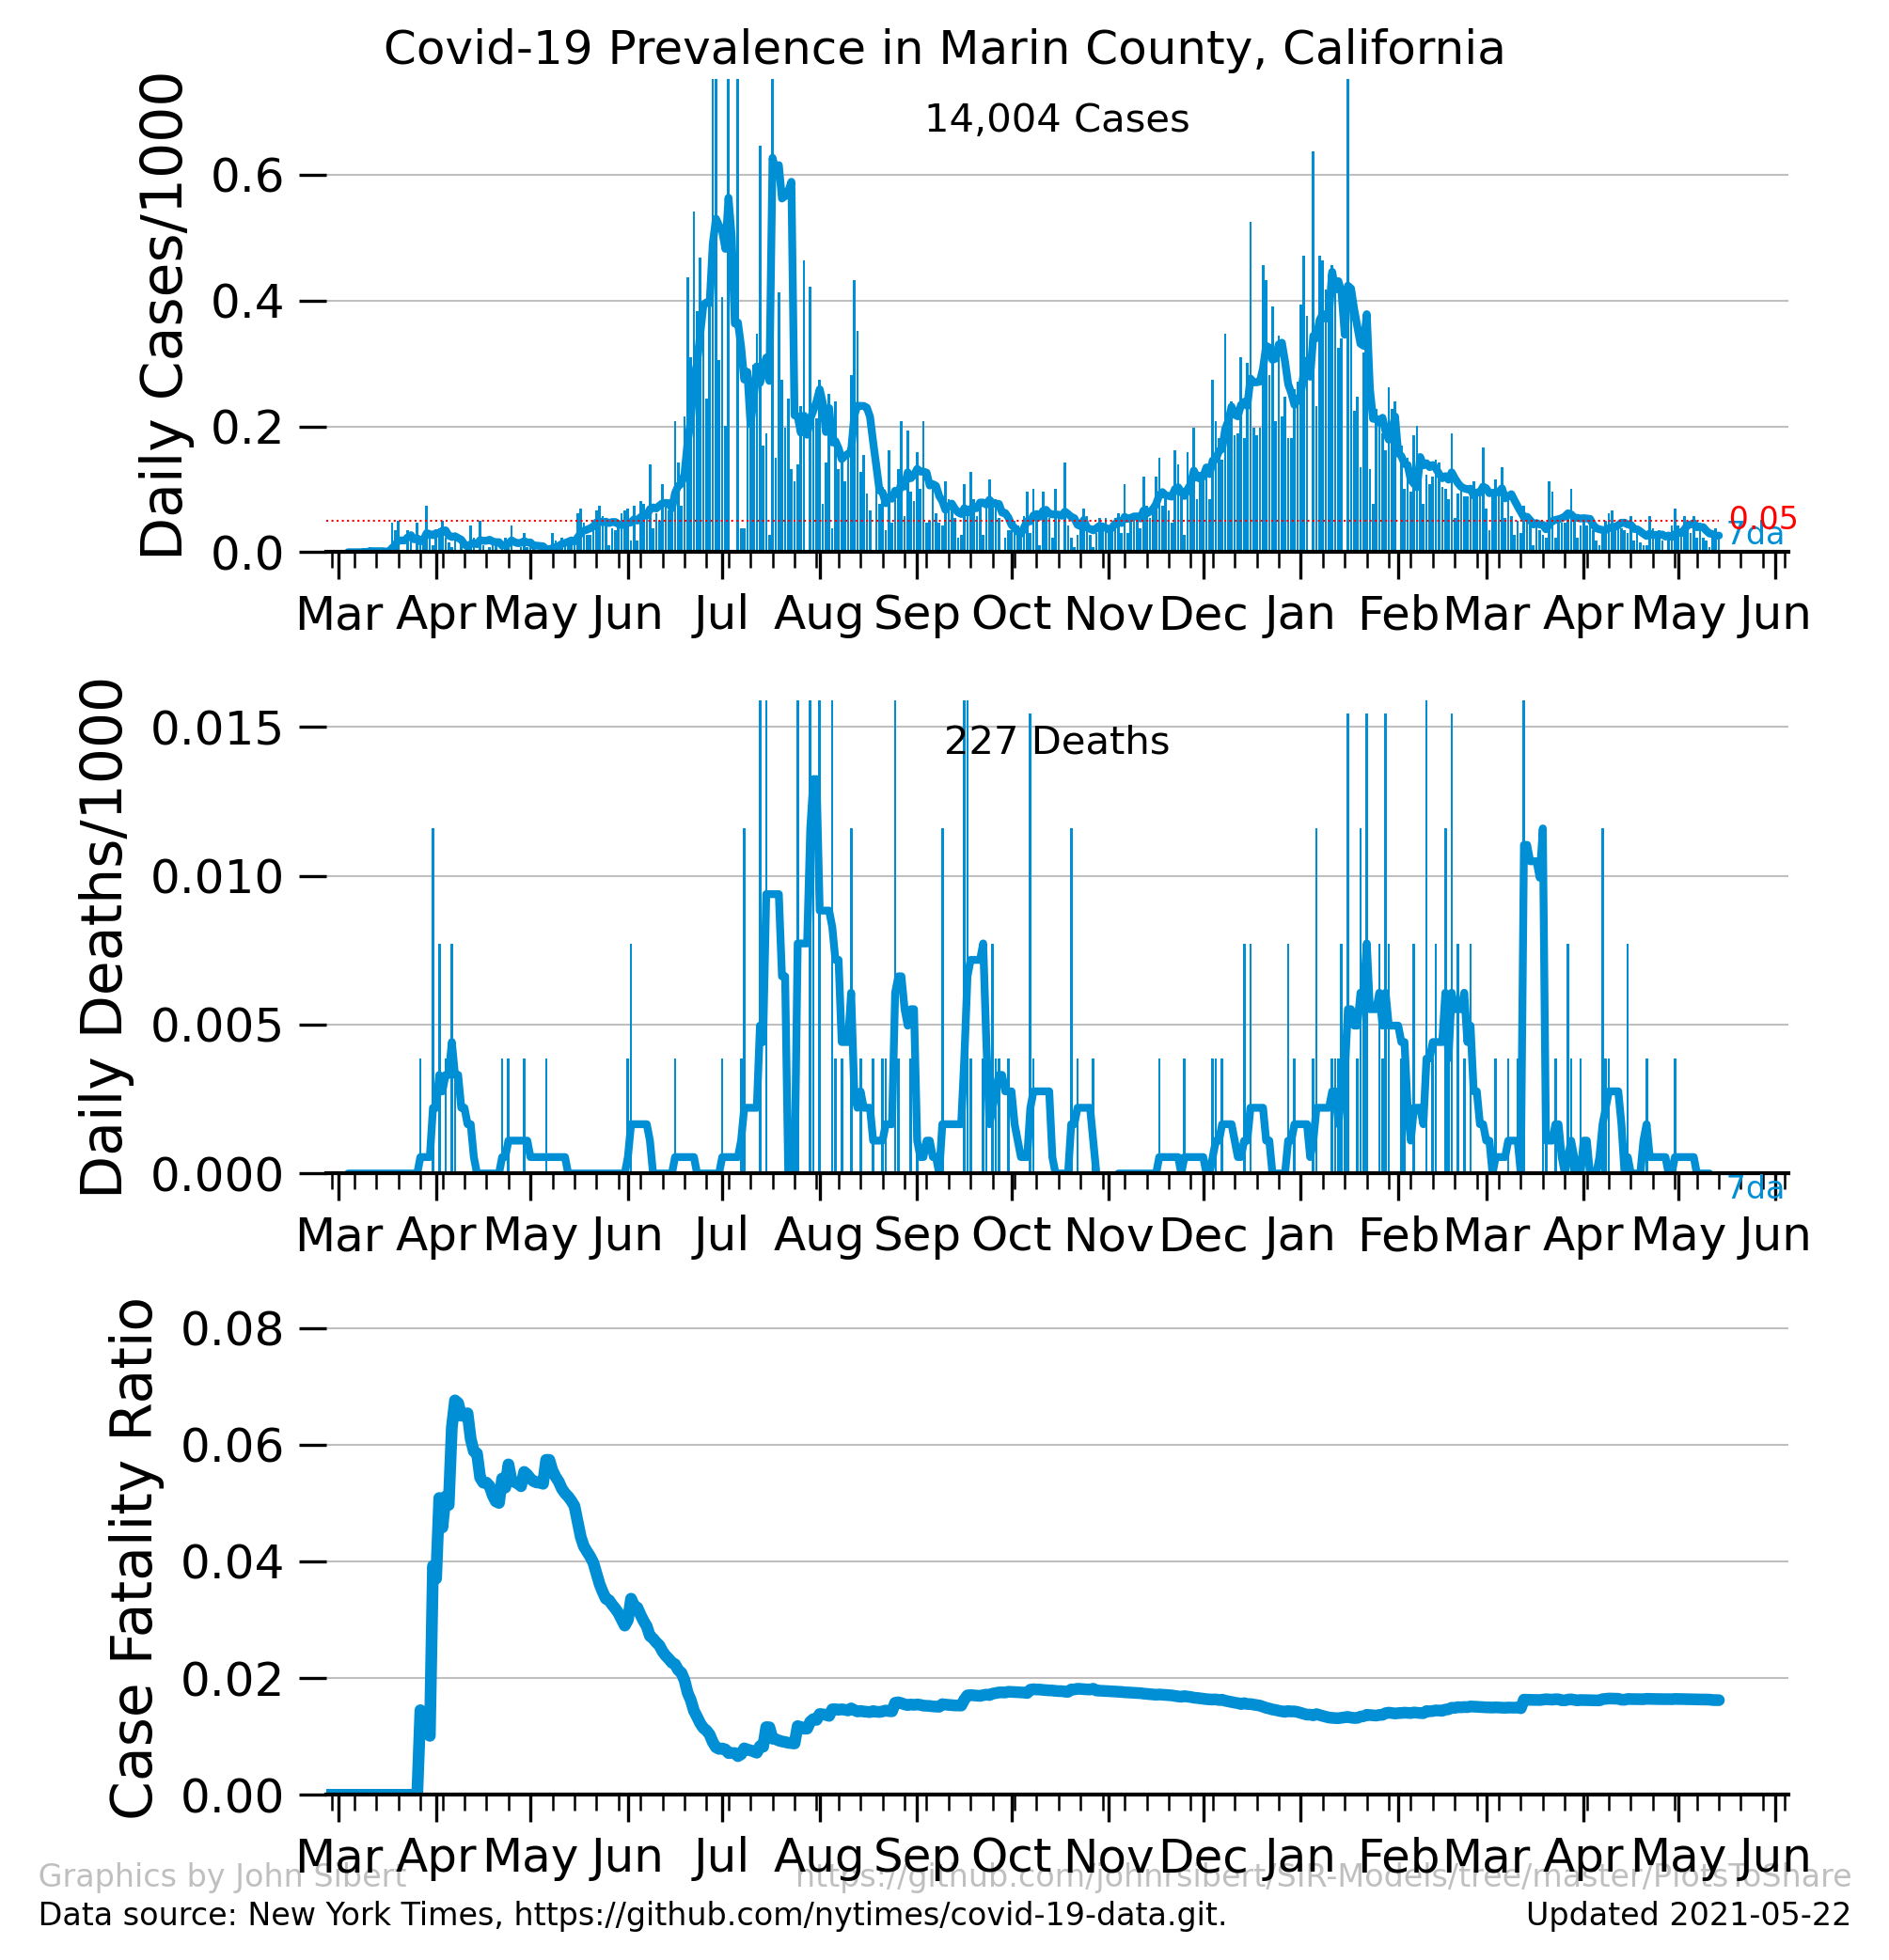 Covid-19 Prevalence in Marin County, California
14,004 Cases
Daily Cases/1000
0.6
0.4
0.2
0.0
0.05
7da
Mar Apr May Jun Jul Aug Sep Oct Nov Dec Jan Feb Mar Apr May Jun
227 Deaths
Daily Deaths/1000
0.015
0.010
0.005
0.000
7da
Mar Apr May Jun Jul Aug Sep Oct Nov Dec Jan Feb Mar Apr May Jun
Case Fatality Ratio
0.08
0.06
0.04
0.02
0.00
Mar Apr May Jun Jul Aug Sep Oct Nov Dec Jan Feb Mar Apr May Jun
Graphics by John Sibert https://github.com/johnrsibert/SIR-Models/tree/master/PlotsToShare
Data source: New York Times, https://github.com/nytimes/covid-19-data.git. Updated 2021-05-22